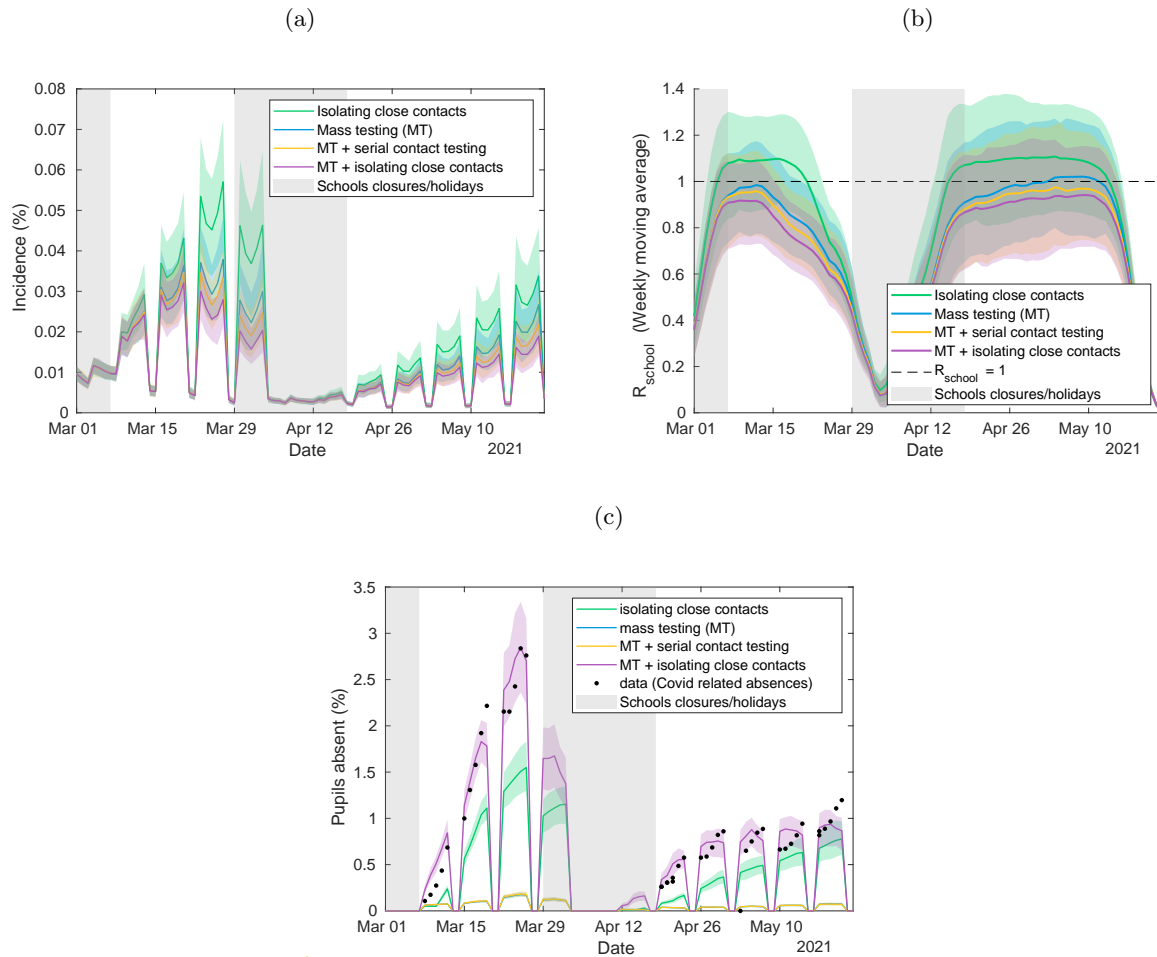 (a)
0.08
0.07
0.06
0.05
0.04
0.03
0.02
0.01
0
Incidence (%)
Isolating close contacts
Mass testing (MT)
MT + serial contact testing
MT + isolating close contacts
Schools closures/holidays
Mar 01 Mar 15 Mar 29 Apr 12 Apr 26 May 10
Date
2021
(b)
1.4
1.2
1
0.8
0.6
0.4
0.2
0
R_school (Weekly moving average)
Isolating close contacts
Mass testing (MT)
MT + serial contact testing
MT + isolating close contacts
R_school = 1
Schools closures/holidays
Mar 01 Mar 15 Mar 29 Apr 12 Apr 26 May 10
Date
2021
(c)
3.5
3
2.5
2
1.5
1
0.5
0
Pupils absent (%)
isolating close contacts
mass testing (MT)
MT + serial contact testing
MT + isolating close contacts
data (Covid related absences)
Schools closures/holidays
Mar 01 Mar 15 Mar 29 Apr 12 Apr 26 May 10
Date
2021